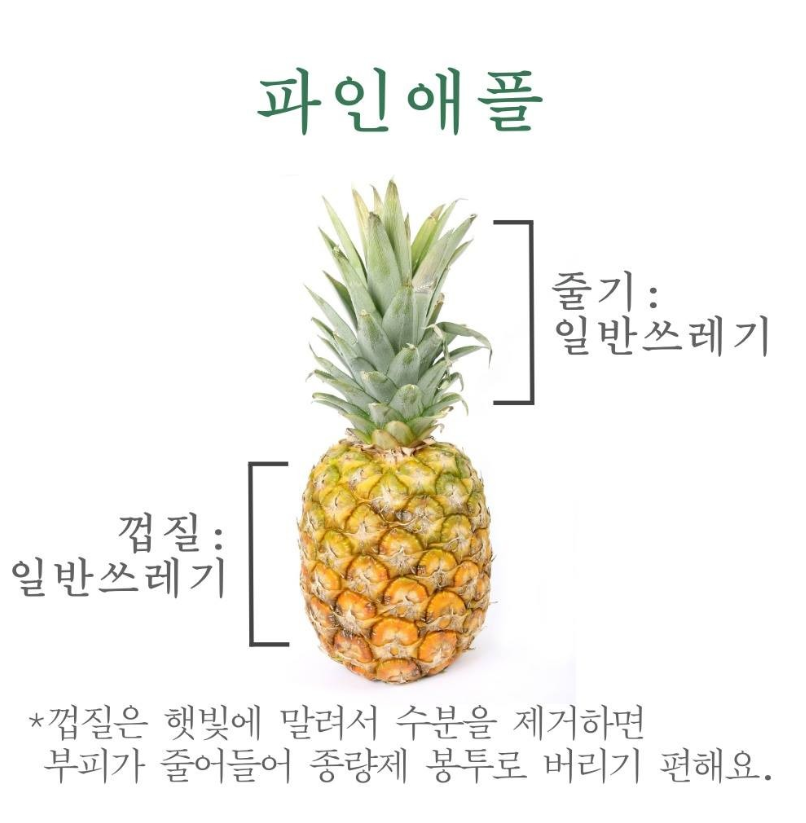 파인애플
줄기:
일반쓰레기
껍질:
일반쓰레기
*껍질은 햇빛에 말려서 수분을 제거하면
부피가 줄어들어 종량제 봉투로 버리기 편해요.